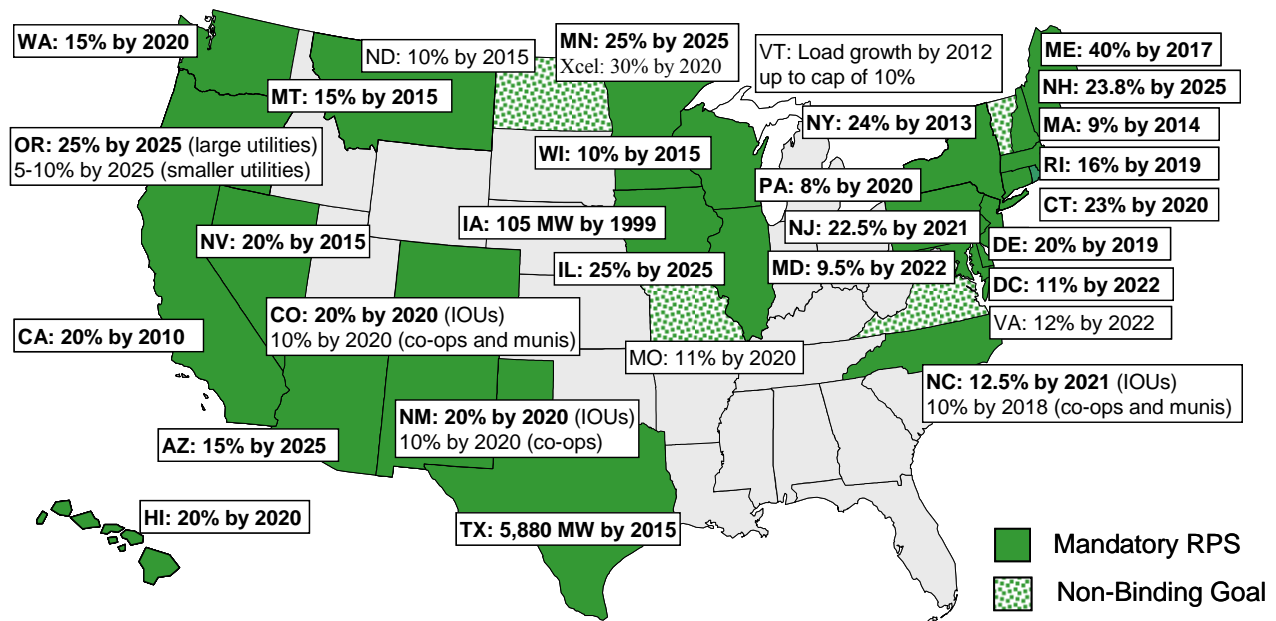 WA: 15% by 2020
ND: 10% by 2015
MN: 25% by 2025
Xcel: 30% by 2020
VT: Load growth by 2012
up to cap of 10%
ME: 40% by 2017
NH: 23.8% by 2025
MT: 15% by 2015
NY: 24% by 2013
MA: 9% by 2014
OR: 25% by 2025 (large utilities)
5-10% by 2025 (smaller utilities)
WI: 10% by 2015
RI: 16% by 2019
PA: 8% by 2020
CT: 23% by 2020
IA: 105 MW by 1999
NJ: 22.5% by 2021
NV: 20% by 2015
DE: 20% by 2019
IL: 25% by 2025
MD: 9.5% by 2022
DC: 11% by 2022
CO: 20% by 2020 (IOUs)
10% by 2020 (co-ops and munis)
VA: 12% by 2022
CA: 20% by 2010
MO: 11% by 2020
NC: 12.5% by 2021 (IOUs)
10% by 2018 (co-ops and munis)
NM: 20% by 2020 (IOUs)
10% by 2020 (co-ops)
AZ: 15% by 2025
HI: 20% by 2020
TX: 5,880 MW by 2015
Mandatory RPS
Non-Binding Goal